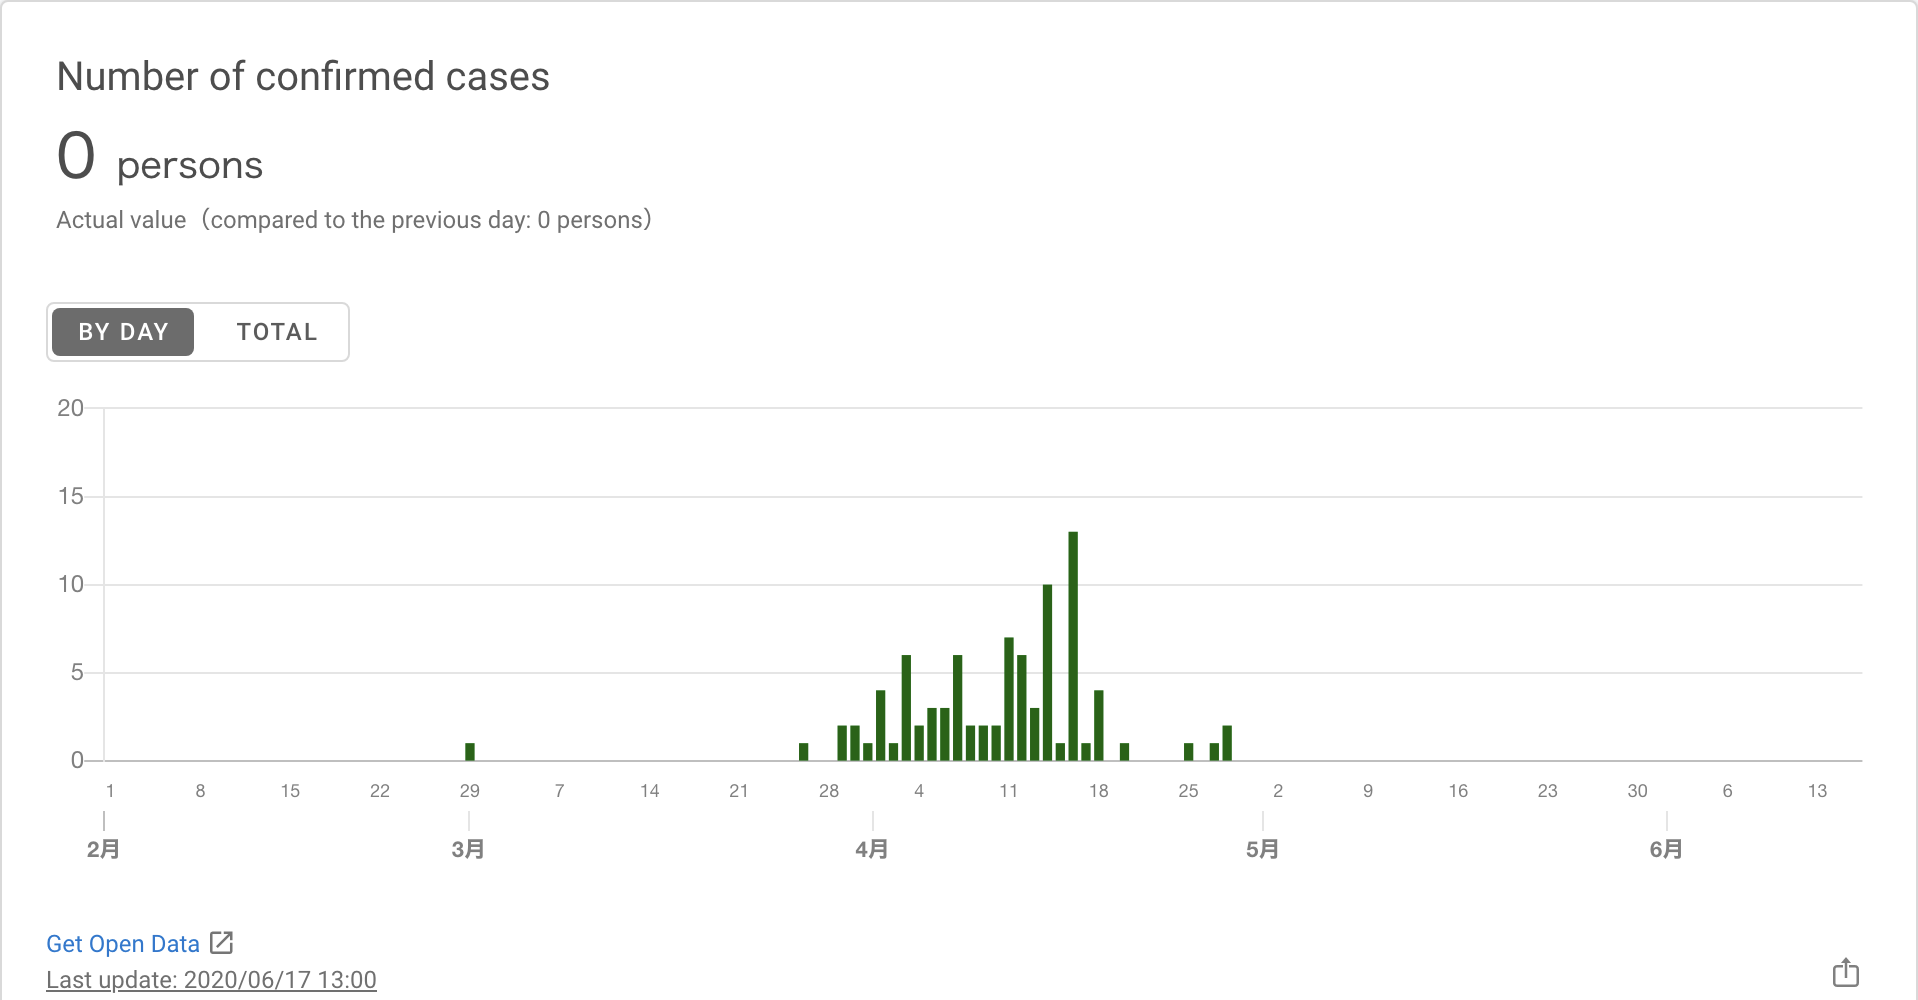 Number of confirmed cases
0 persons
Actual value（compared to the previous day: 0 persons）
BY DAY TOTAL
20
15
10
5
0
1 8 15 22 29 7 14 21 28 4 11 18 25 2 9 16 23 30 6 13
2月 3月 4月 5月 6月
Get Open Data
Last update: 2020/06/17 13:00